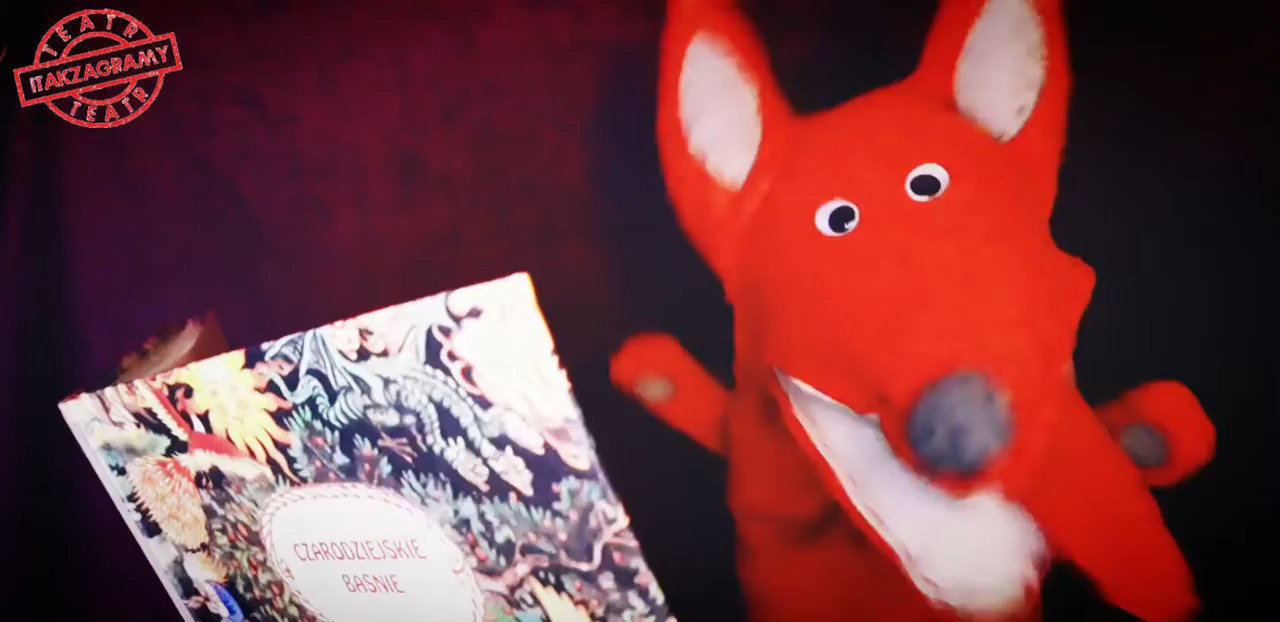 TEATR
ITAKZAGRAMY
TEATR
CZARODZIEJSKIE
BAŚNIE